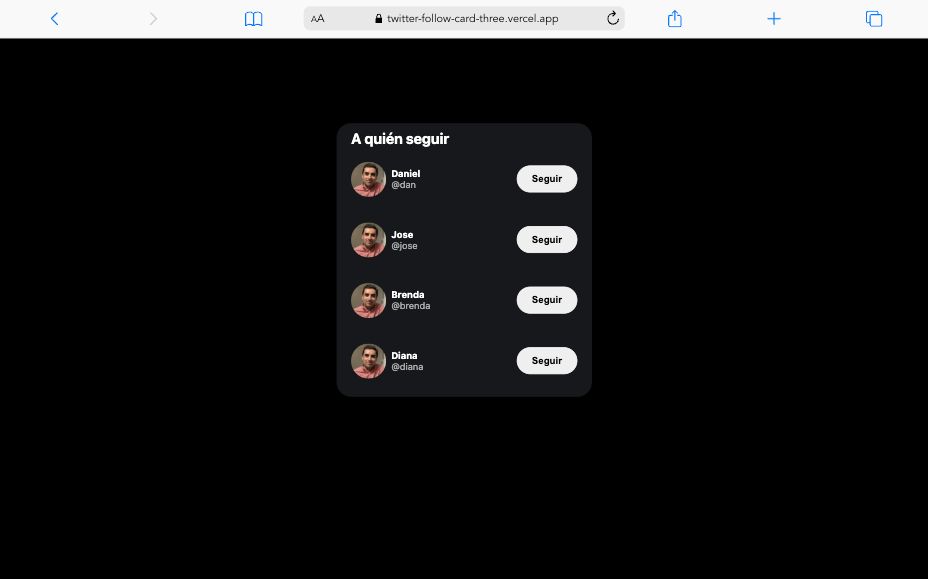 AA twitter-follow-card-three.vercel.app
A quién seguir
Daniel
@dan
Seguir
Jose
@jose
Seguir
Brenda
@brenda
Seguir
Diana
@diana
Seguir